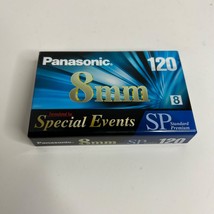 Panasonic 120
8mm
8
Special Events SP
Standard
Premium
Panasonic 8mm SP 120